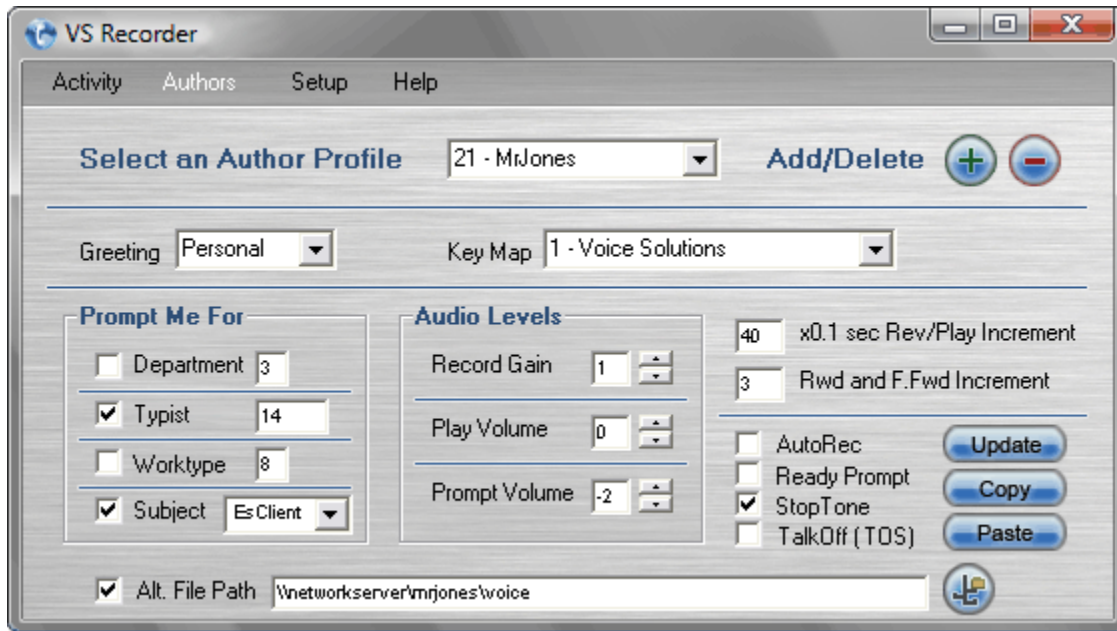 VS Recorder
Activity Authors Setup Help
Select an Author Profile 21 - MrJones Add/Delete
Greeting Personal Key Map 1 - Voice Solutions
Prompt Me For
Department 3
Typist 14
Worktype 8
Subject EsClient
Audio Levels
Record Gain 1
Play Volume 0
Prompt Volume -2
40 x0.1 sec Rev/Play Increment
3 Rwd and F.Fwd Increment
AutoRec
Ready Prompt
StopTone
TalkOff (TOS)
Update
Copy
Paste
Alt. File Path \\networkserver\mrjones\voice